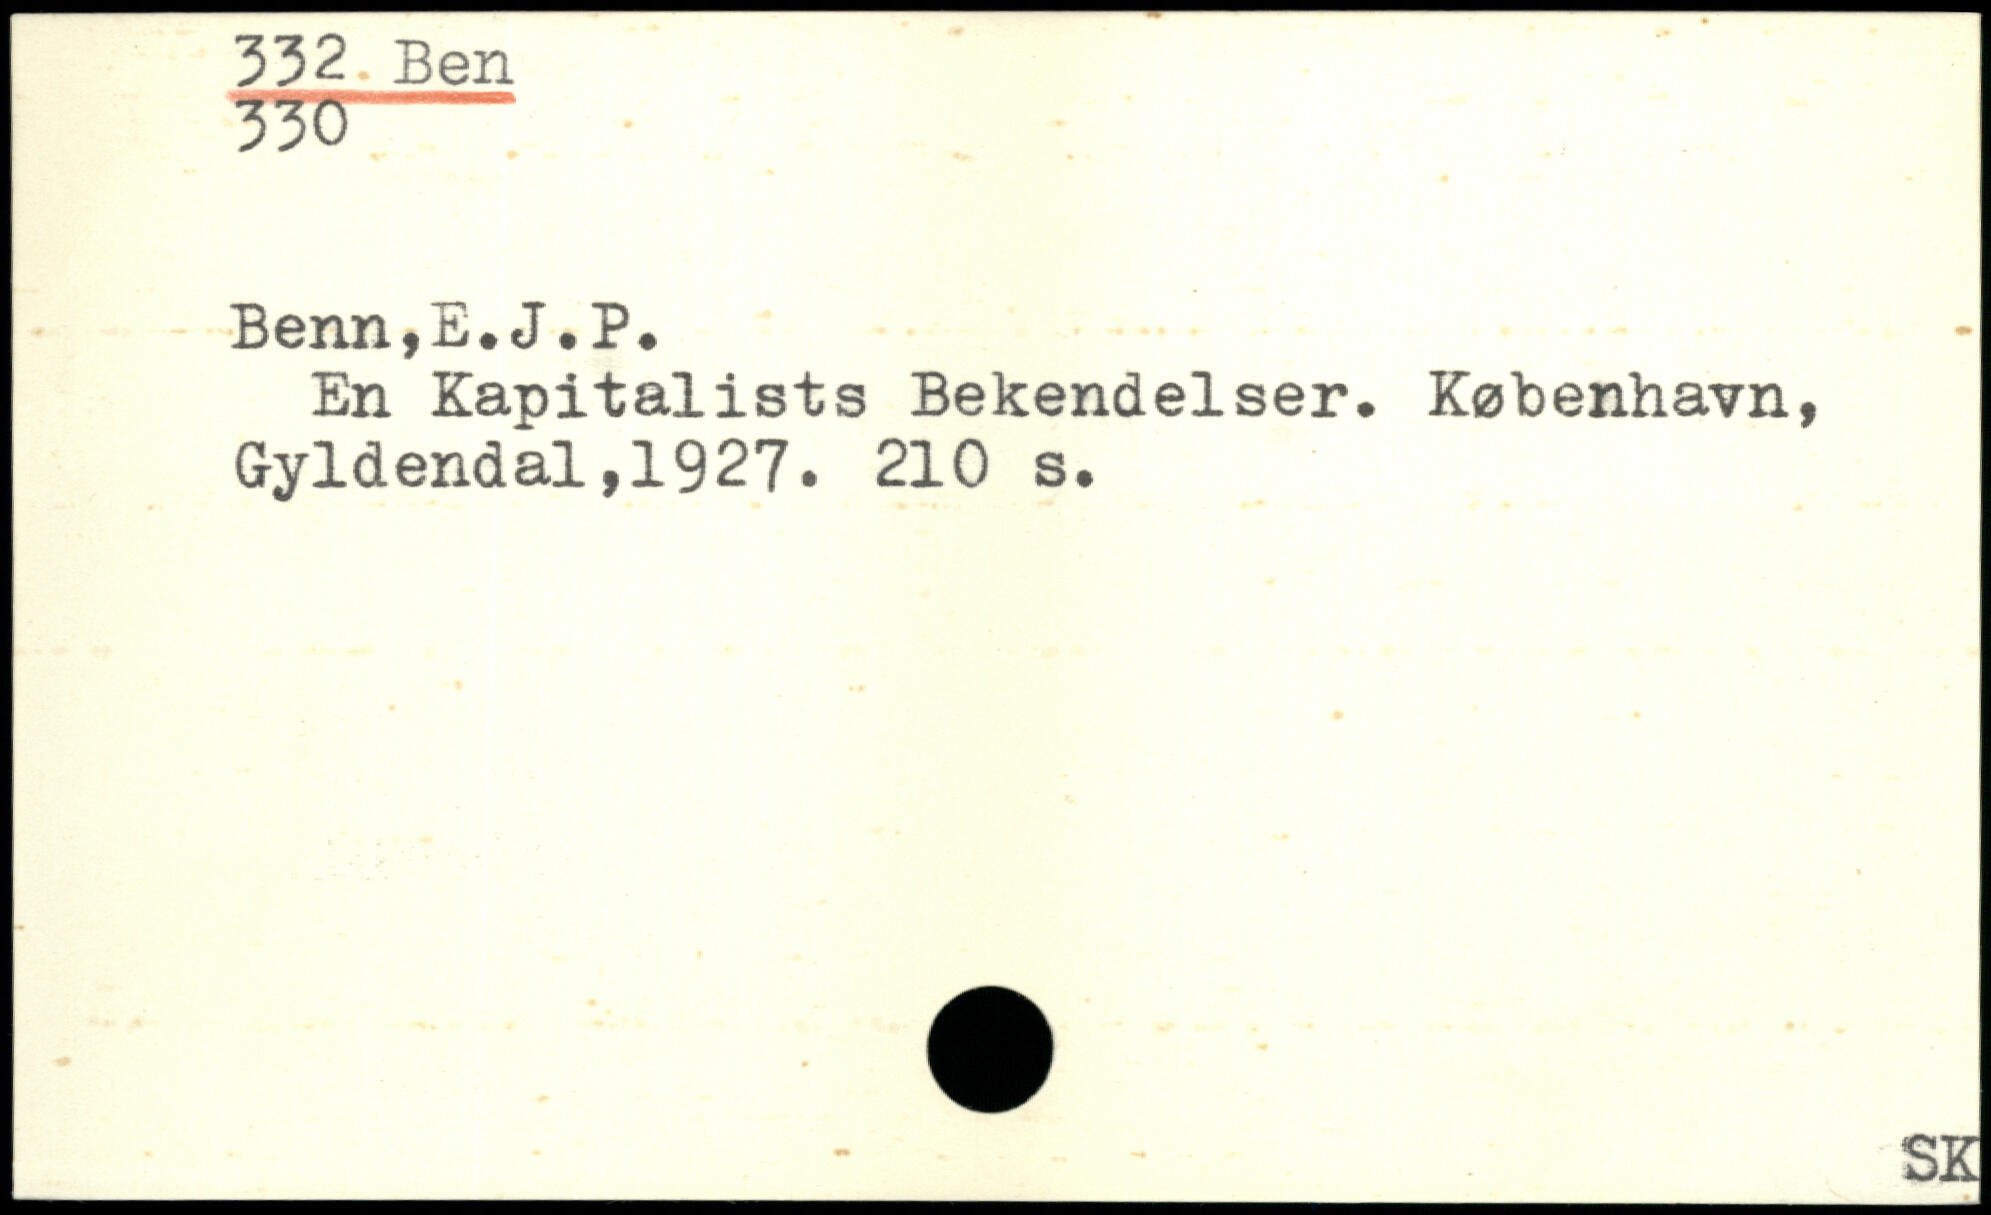 332 Ben
330
Benn,E.J.P.
En Kapitalists Bekendelser. København,
Gyldendal,1927. 210 s.
SK